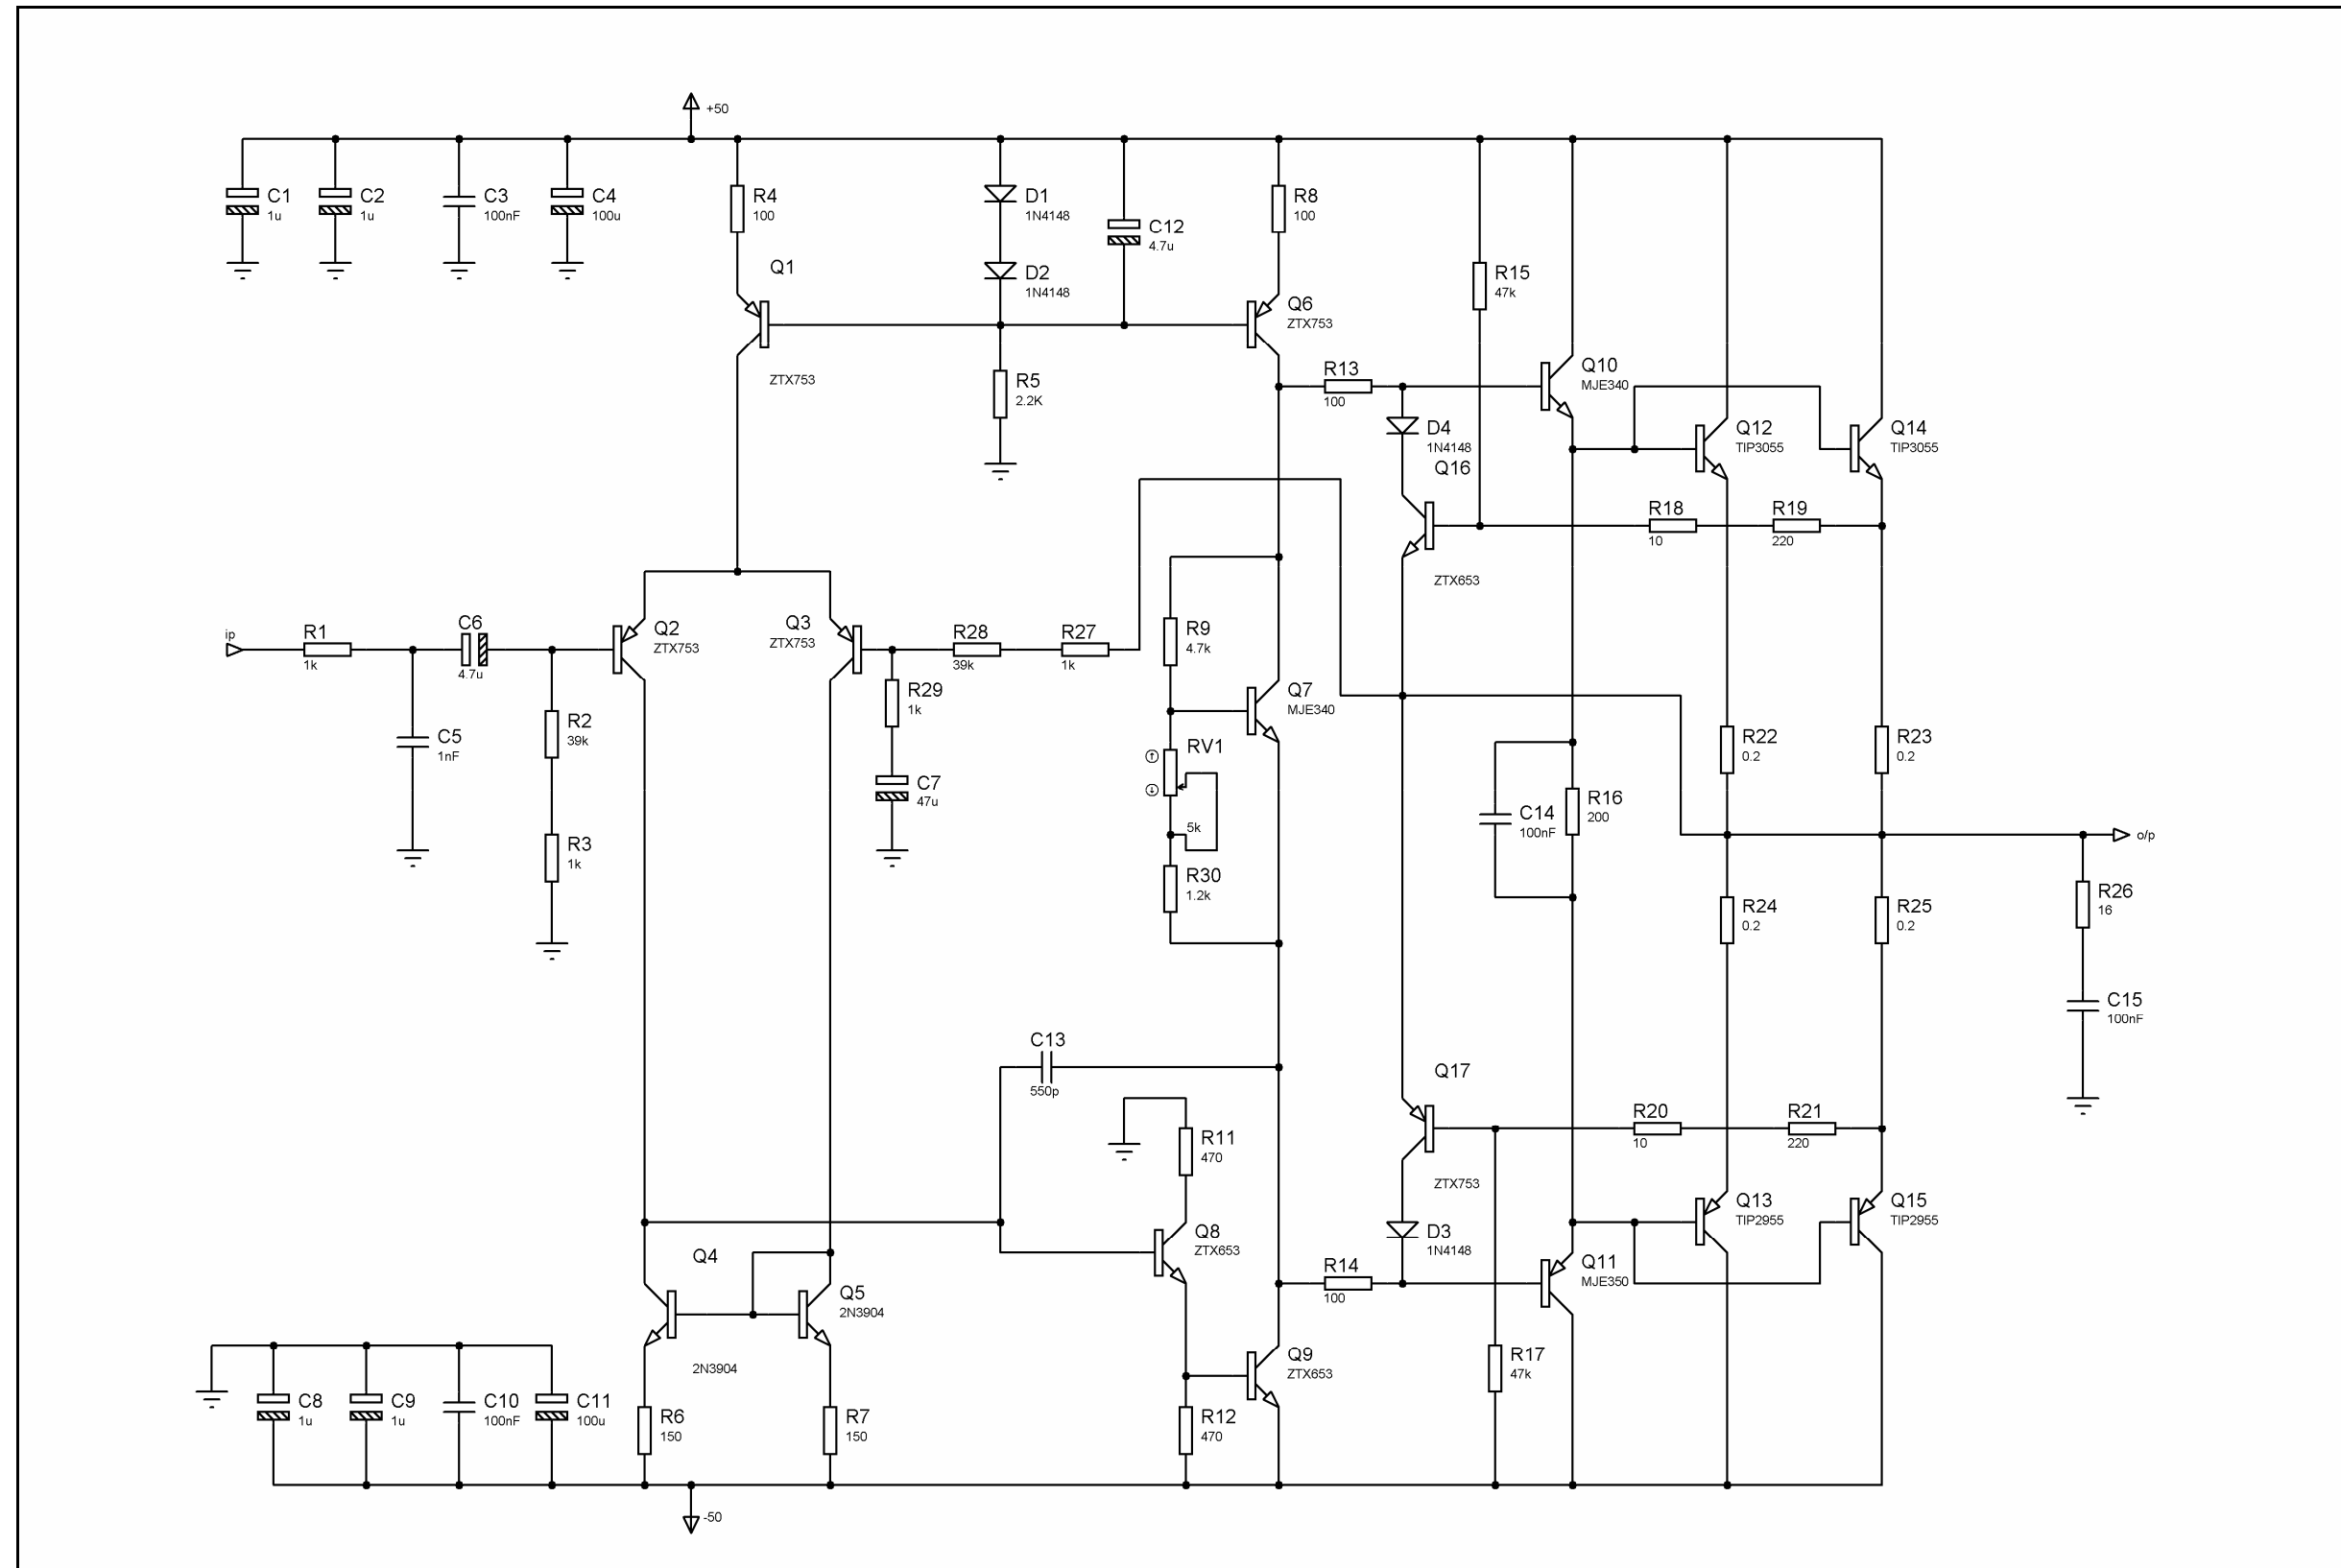 +50
C1
1u
C2
1u
C3
100nF
C4
100u
R4
100
D1
1N4148
C12
4.7u
R8
100
Q1
D2
1N4148
R15
47k
Q6
ZTX753
ZTX753
R5
2.2K
R13
100
Q10
MJE340
D4
1N4148
Q16
Q12
TIP3055
Q14
TIP3055
R18
10
R19
220
ZTX653
ip
R1
1k
C6
4.7u
Q2
ZTX753
Q3
ZTX753
R28
39k
R27
1k
R9
4.7k
R29
1k
Q7
MJE340
R2
39k
C5
1nF
RV1
5k
C7
47u
R22
0.2
R23
0.2
C14
100nF
R16
200
o/p
R3
1k
R30
1.2k
R24
0.2
R25
0.2
R26
16
C15
100nF
C13
550p
Q17
R20
10
R21
220
R11
470
ZTX753
Q13
TIP2955
Q15
TIP2955
Q8
ZTX653
D3
1N4148
Q4
Q5
2N3904
R14
100
Q11
MJE350
2N3904
Q9
ZTX653
R17
47k
C8
1u
C9
1u
C10
100nF
C11
100u
R6
150
R7
150
R12
470
-50